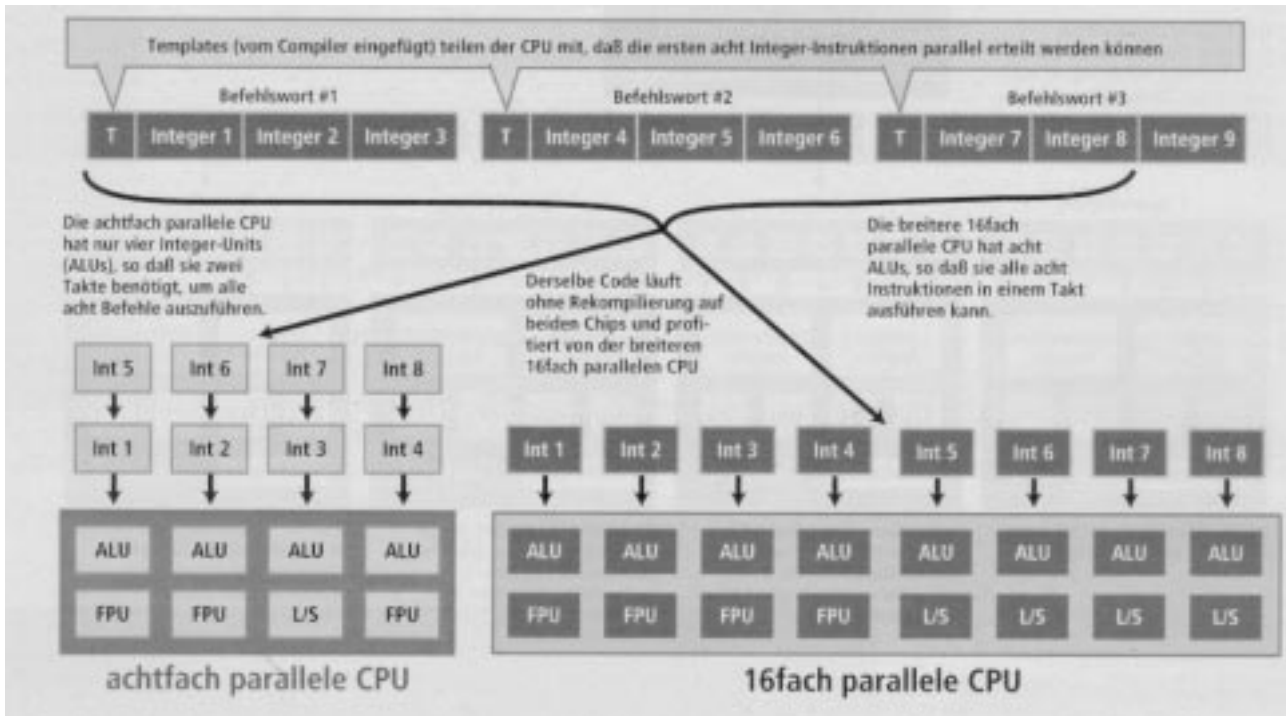 Templates (vom Compiler eingefügt) teilen der CPU mit, daß die ersten acht Integer-Instruktionen parallel erteilt werden können
Befehlswort #1
Befehlswort #2
Befehlswort #3
T Integer 1 Integer 2 Integer 3
T Integer 4 Integer 5 Integer 6
T Integer 7 Integer 8 Integer 9
Die achtfach parallele CPU
hat nur vier Integer-Units
(ALUs), so daß sie zwei
Takte benötigt, um alle
acht Befehle auszuführen.
Derselbe Code läuft
ohne Rekompilierung auf
beiden Chips und profi-
tiert von der breiteren
16fach parallelen CPU
Die breitere 16fach
parallele CPU hat acht
ALUs, so daß sie alle acht
Instruktionen in einem Takt
ausführen kann.
Int 5 Int 6 Int 7 Int 8
Int 1 Int 2 Int 3 Int 4
ALU ALU ALU ALU
FPU FPU L/S FPU
achtfach parallele CPU
Int 1 Int 2 Int 3 Int 4 Int 5 Int 6 Int 7 Int 8
ALU ALU ALU ALU ALU ALU ALU ALU
FPU FPU FPU FPU L/S L/S L/S L/S
16fach parallele CPU